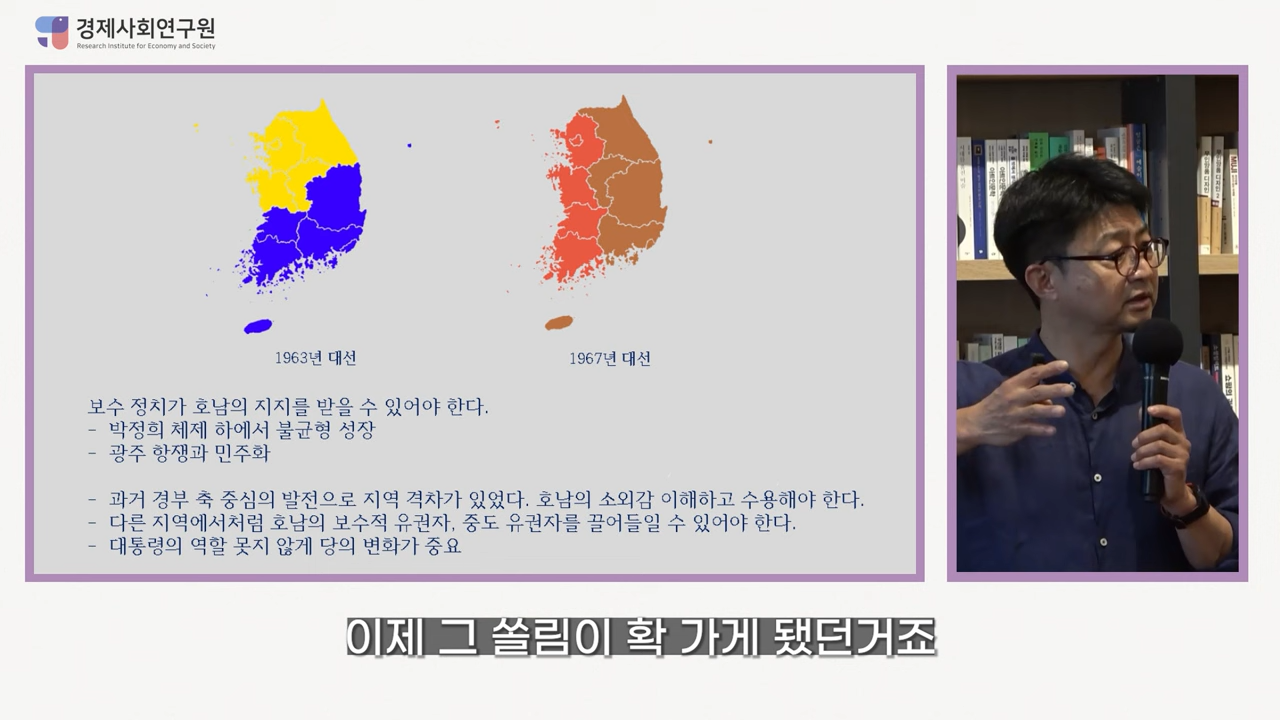 경제사회연구원
Research Institute for Economy and Society
1963년 대선
1967년 대선
보수 정치가 호남의 지지를 받을 수 있어야 한다.
- 박정희 체제 하에서 불균형 성장
- 광주 항쟁과 민주화
- 과거 경부 축 중심의 발전으로 지역 격차가 있었다. 호남의 소외감 이해하고 수용해야 한다.
- 다른 지역에서처럼 호남의 보수적 유권자, 중도 유권자를 끌어들일 수 있어야 한다.
- 대통령의 역할 못지 않게 당의 변화가 중요
이제 그 쏠림이 확 가게 됐던거죠